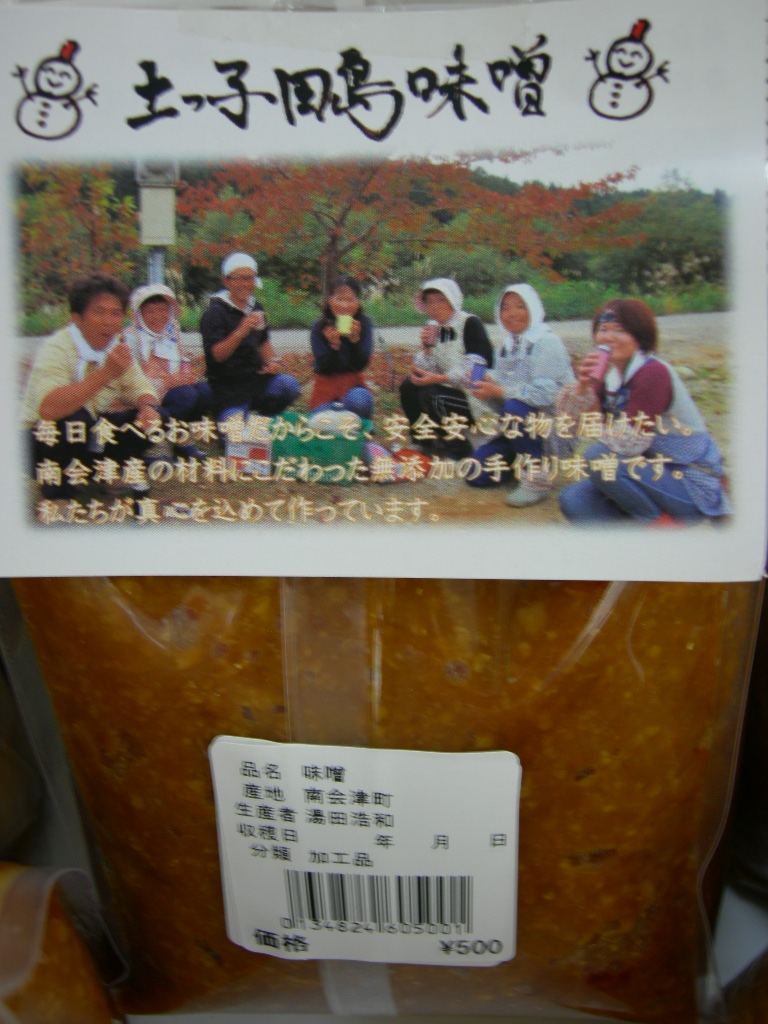 土っ子田島味噌
毎日食べるお味噌だからこそ、安全安心な物を届けたい。
南会津産の材料にこだわった無添加の手作り味噌です。
私たちが真心を込めて作っています。
品名 味噌
産地 南会津町
生産者 湯田浩和
収穫日 年 月 日
分類 加工品
0134824605001
価格 ¥500